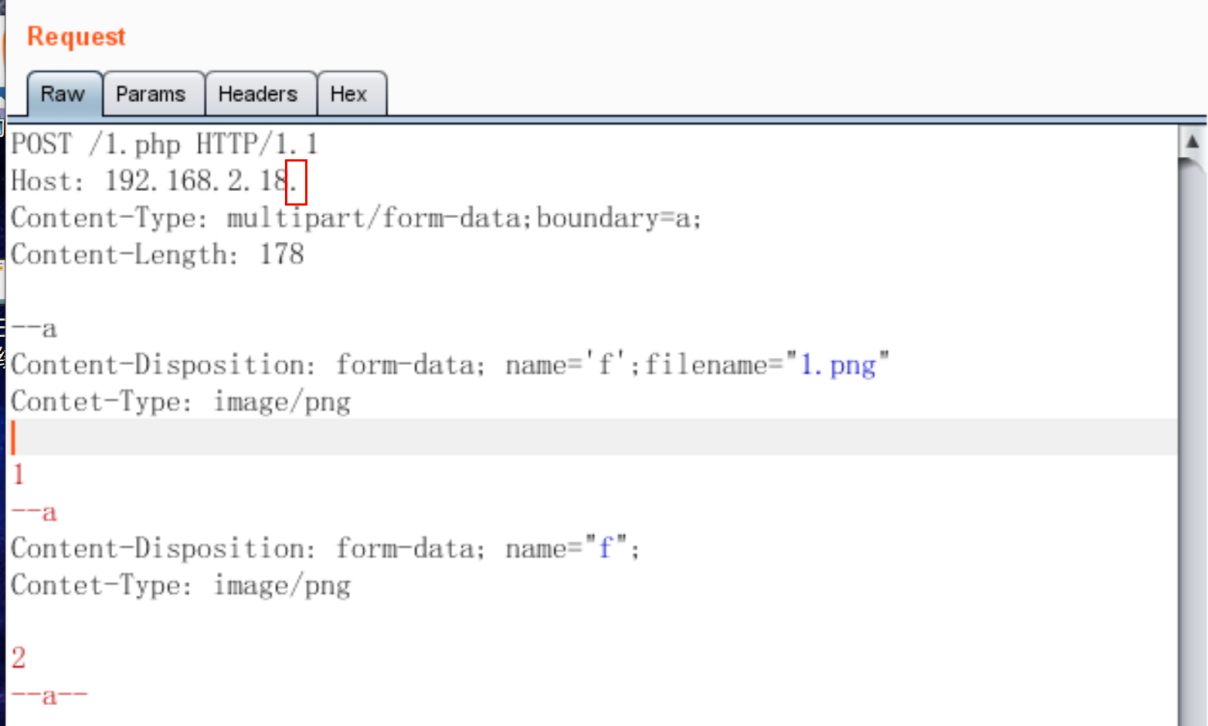 Request
Raw Params Headers Hex
POST /1.php HTTP/1.1
Host: 192.168.2.18.
Content-Type: multipart/form-data;boundary=a;
Content-Length: 178
--a
Content-Disposition: form-data; name='f';filename="1.png"
Contet-Type: image/png
1
--a
Content-Disposition: form-data; name="f";
Contet-Type: image/png
2
--a--